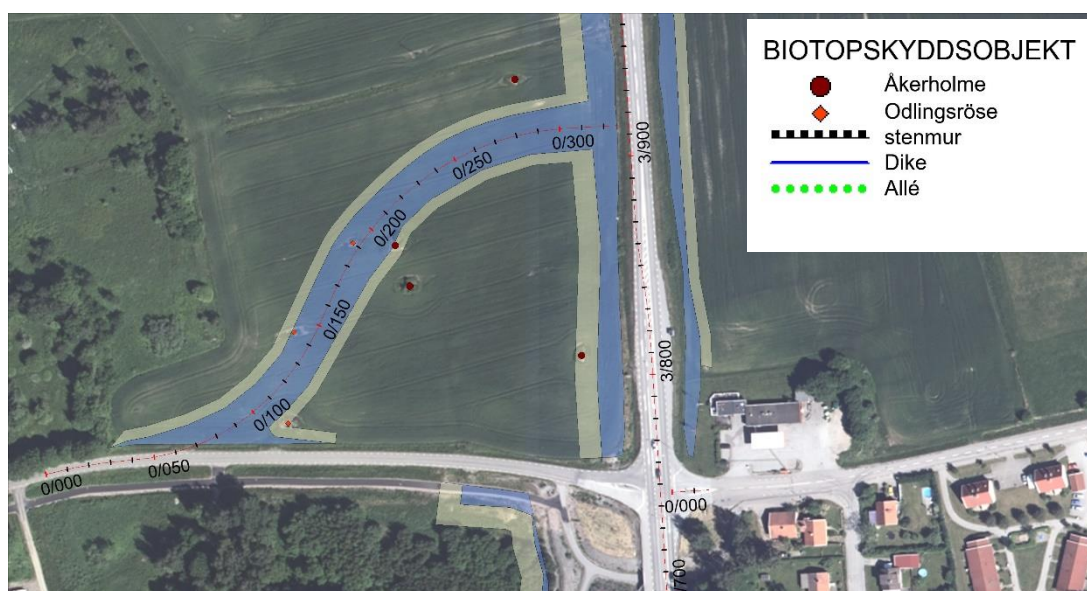 BIOTOPSKYDDSOBJEKT
Åkerholme
Odlingsröse
stenmur
Dike
Allé
0/300
3/900
0/250
0/200
0/150
3/800
0/100
0/050
0/000
0/000
3/700